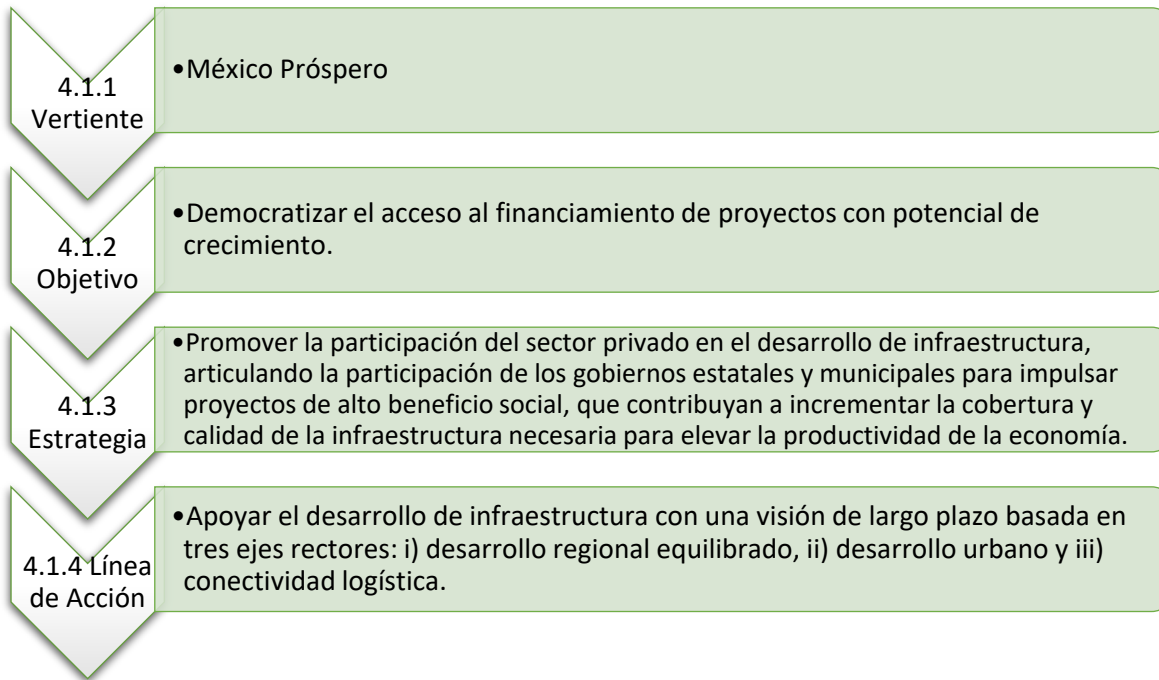 4.1.1
Vertiente
•México Próspero
4.1.2
Objetivo
•Democratizar el acceso al financiamiento de proyectos con potencial de
crecimiento.
4.1.3
Estrategia
•Promover la participación del sector privado en el desarrollo de infraestructura,
articulando la participación de los gobiernos estatales y municipales para impulsar
proyectos de alto beneficio social, que contribuyan a incrementar la cobertura y
calidad de la infraestructura necesaria para elevar la productividad de la economía.
4.1.4 Línea
de Acción
•Apoyar el desarrollo de infraestructura con una visión de largo plazo basada en
tres ejes rectores: i) desarrollo regional equilibrado, ii) desarrollo urbano y iii)
conectividad logística.